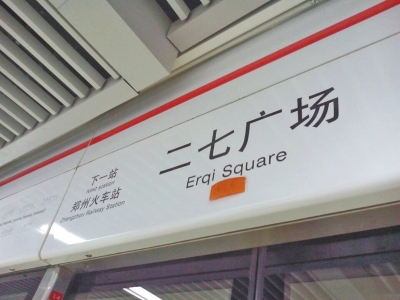 二七广场
Erqi Square
下一站
Next station
郑州火车站
Zhengzhou Railway Station